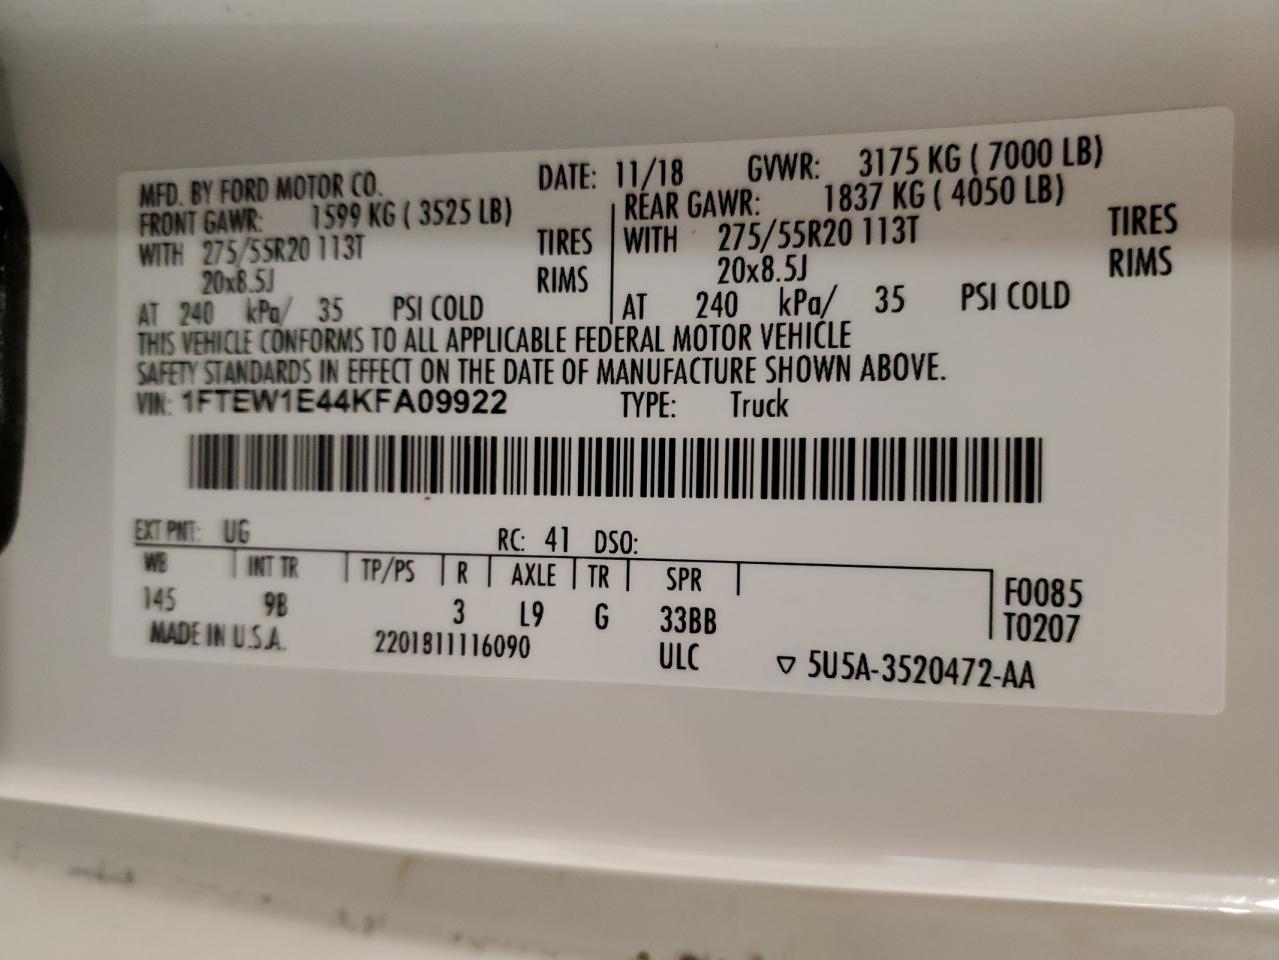 MFD. BY FORD MOTOR CO. DATE: 11/18 GVWR: 3175 KG ( 7000 LB)
FRONT GAWR: 1599 KG ( 3525 LB) REAR GAWR: 1837 KG ( 4050 LB)
WITH 275/55R20 113T TIRES WITH 275/55R20 113T TIRES
20x8.5J RIMS 20x8.5J RIMS
AT 240 kPa/ 35 PSI COLD AT 240 kPa/ 35 PSI COLD
THIS VEHICLE CONFORMS TO ALL APPLICABLE FEDERAL MOTOR VEHICLE
SAFETY STANDARDS IN EFFECT ON THE DATE OF MANUFACTURE SHOWN ABOVE.
VIN: 1FTEW1E44KFA09922 TYPE: Truck
EXT PNT: UG RC: 41 DSO:
WB INT TR TP/PS R AXLE TR SPR F0085
145 9B 3 L9 G 33BB T0207
MADE IN U.S.A. 2201811116090 ULC ▽ 5U5A-3520472-AA